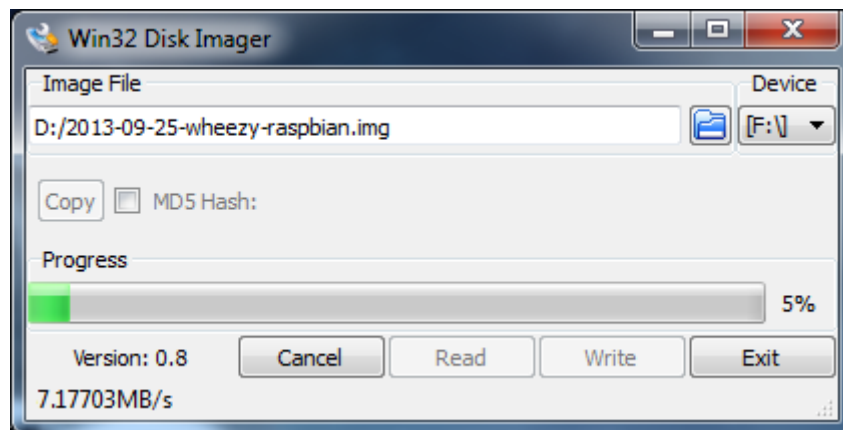 Win32 Disk Imager
Image File
Device
D:/2013-09-25-wheezy-raspbian.img
[F:\]
Copy
MD5 Hash:
Progress
5%
Version: 0.8
Cancel
Read
Write
Exit
7.17703MB/s